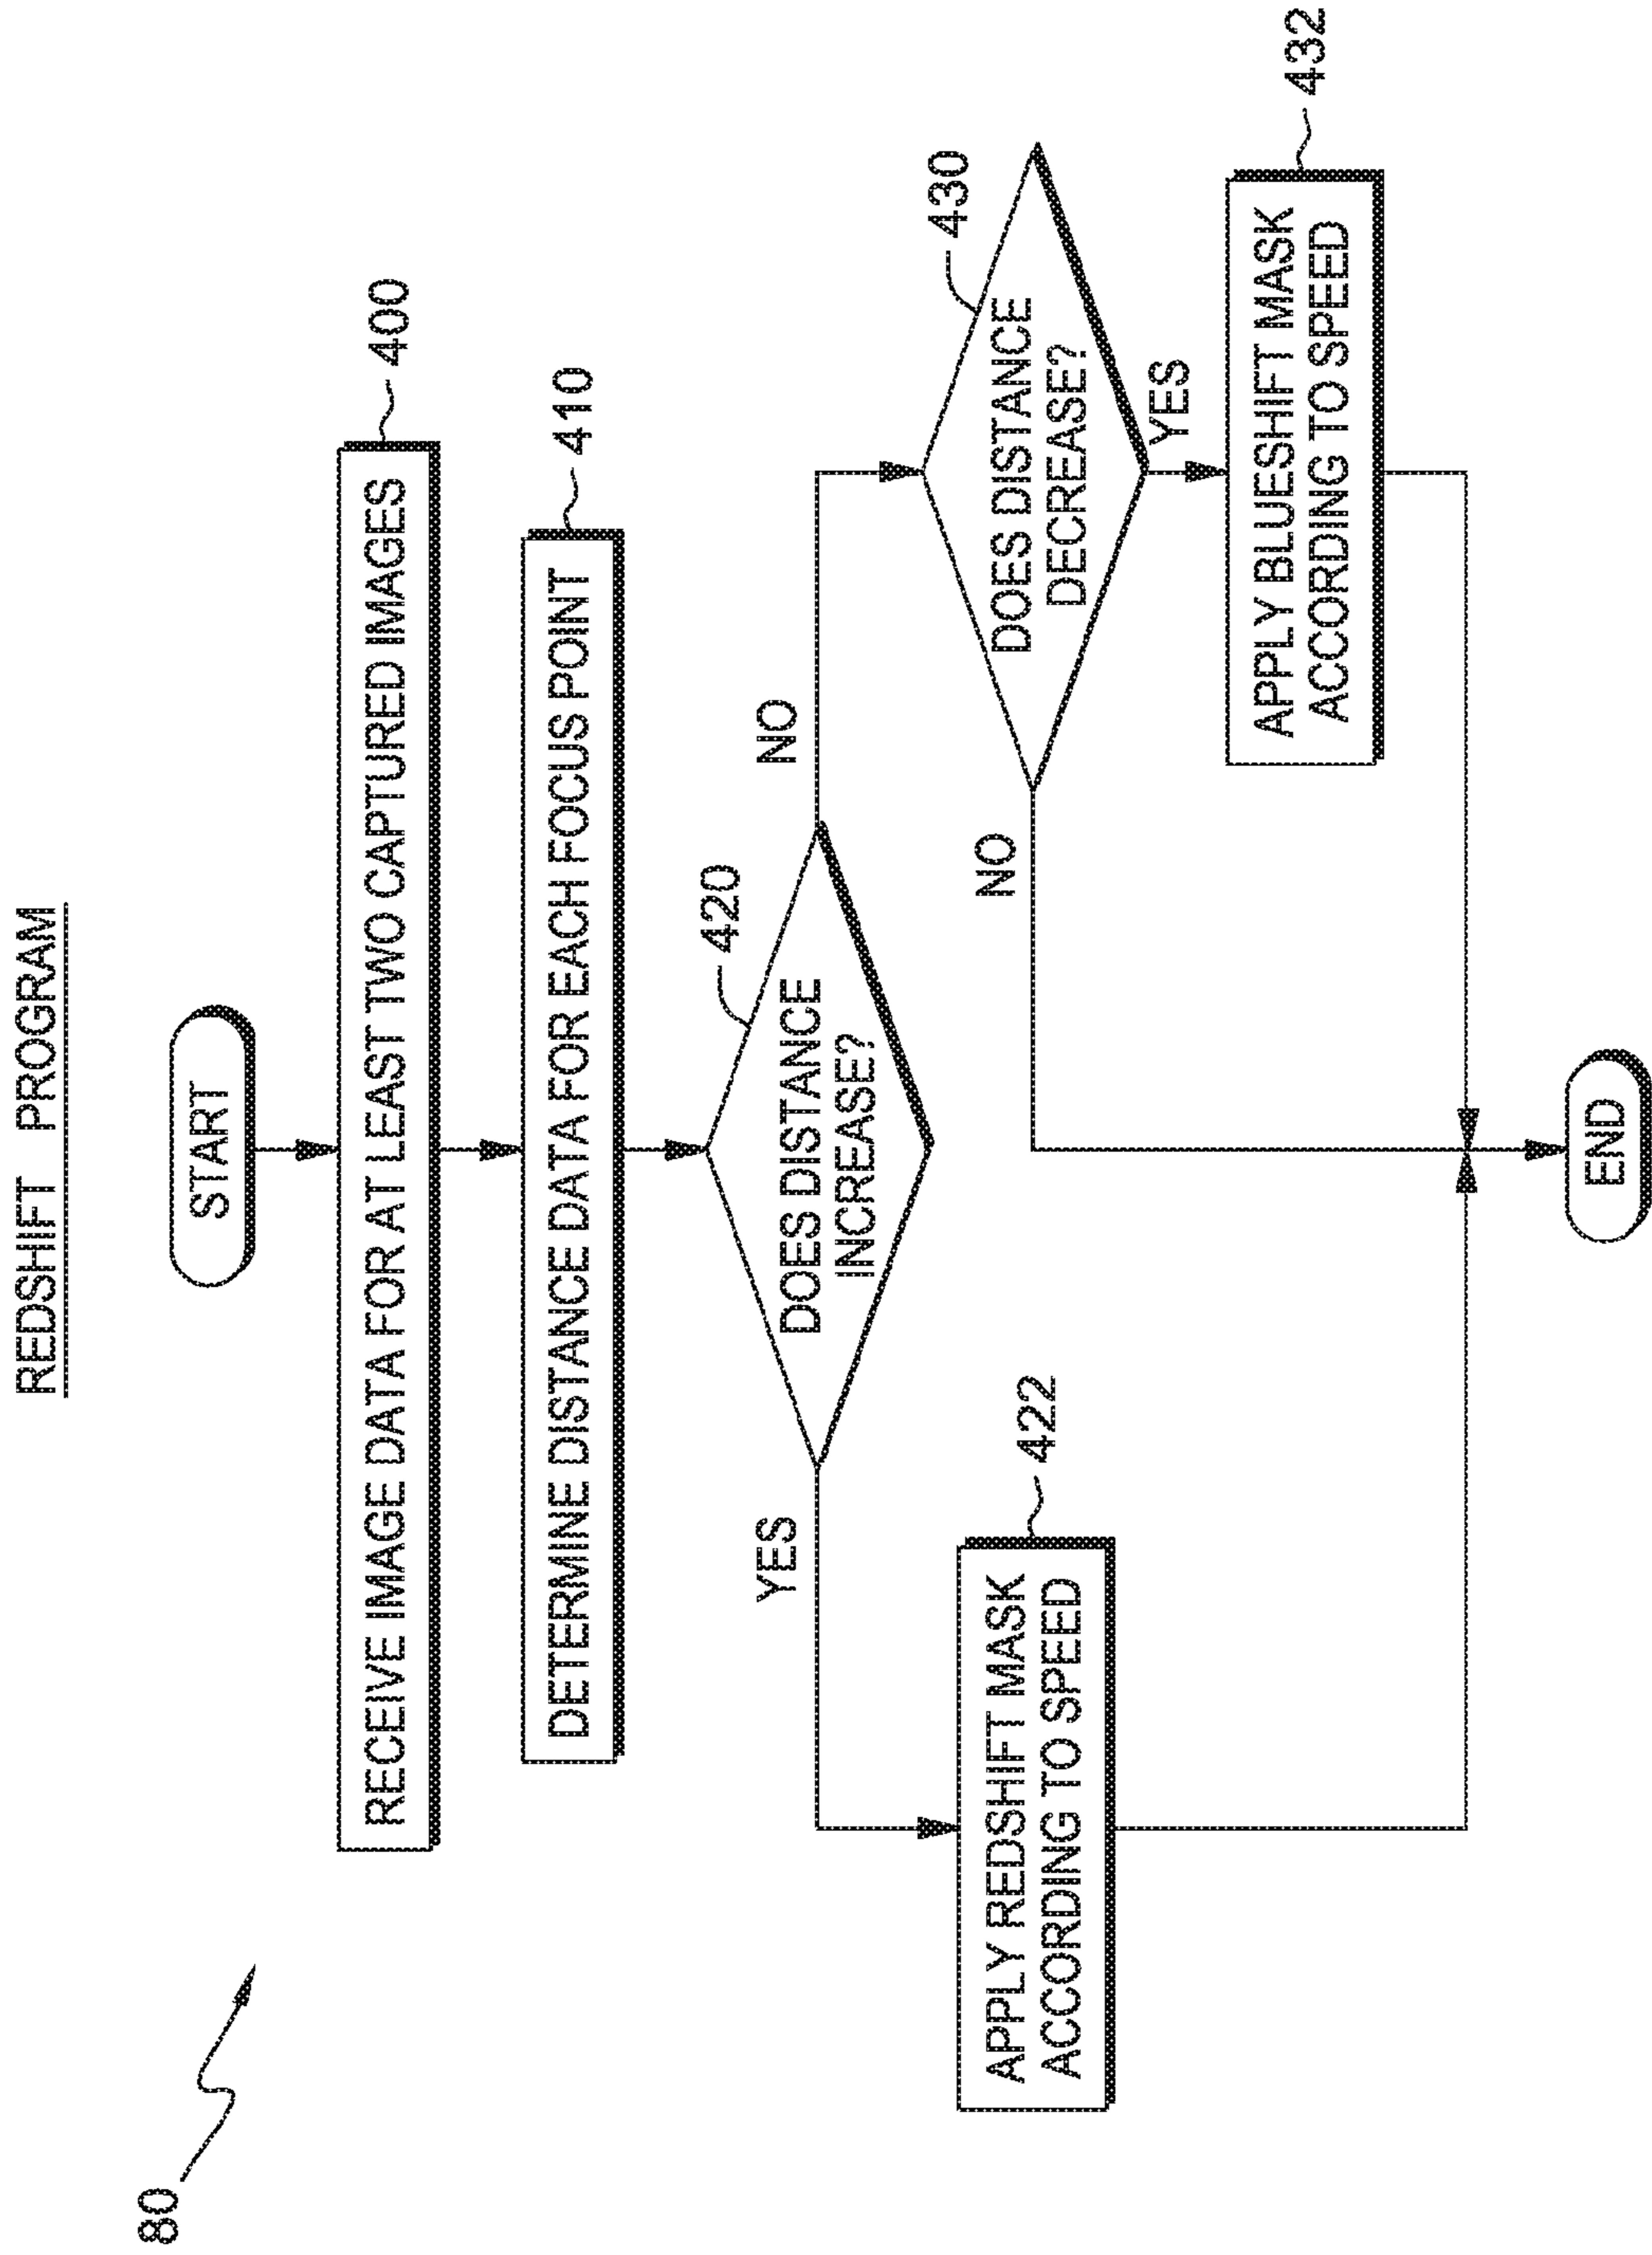 REDSHIFT PROGRAM
80
START
RECEIVE IMAGE DATA FOR AT LEAST TWO CAPTURED IMAGES
400
DETERMINE DISTANCE DATA FOR EACH FOCUS POINT
410
420
DOES DISTANCE
INCREASE?
YES
NO
422
APPLY REDSHIFT MASK
ACCORDING TO SPEED
430
DOES DISTANCE
DECREASE?
NO
YES
432
APPLY BLUESHIFT MASK
ACCORDING TO SPEED
END